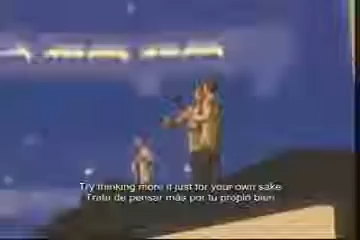 Try thinking more if just for your own sake
Trata de pensar más por tu propio bien